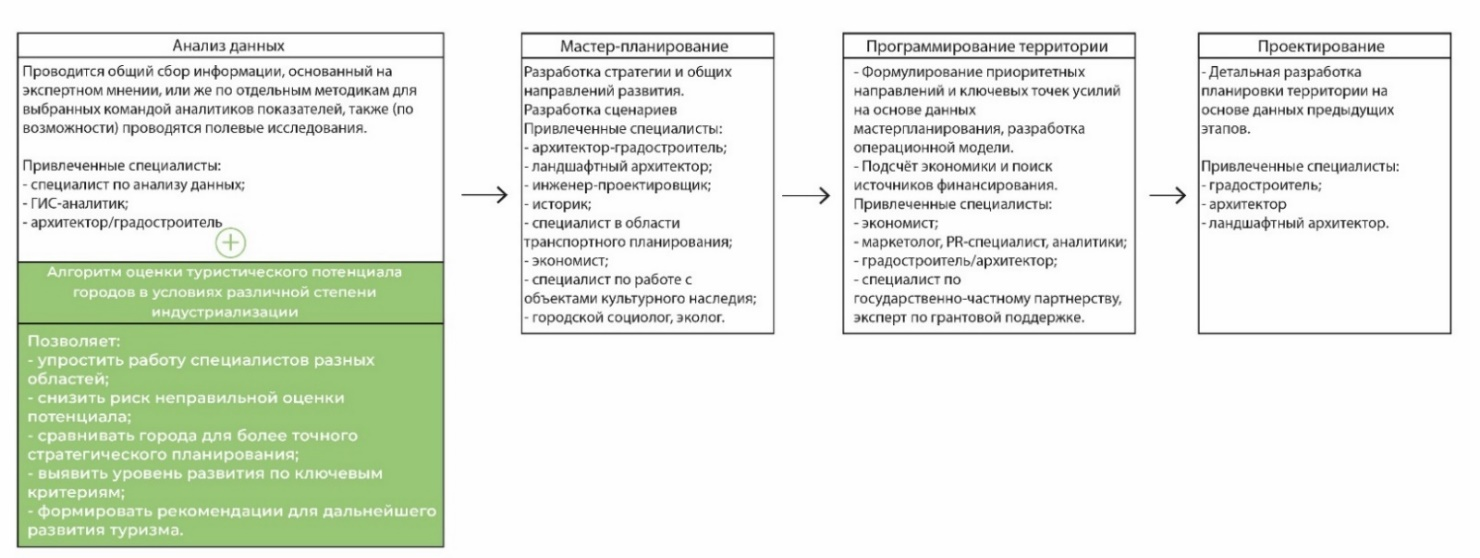 Анализ данных
Проводится общий сбор информации, основанный на
экспертном мнении, или же по отдельным методикам для
выбранных командой аналитиков показателей, также (по
возможности) проводятся полевые исследования.
Привлеченные специалисты:
- специалист по анализу данных;
- ГИС-аналитик;
- архитектор/градостроитель
Алгоритм оценки туристического потенциала
городов в условиях различной степени
индустриализации
Позволяет:
- упростить работу специалистов разных
областей;
- снизить риск неправильной оценки
потенциала;
- сравнивать города для более точного
стратегического планирования;
- выявить уровень развития по ключевым
критериям;
- формировать рекомендации для дальнейшего
развития туризма.
Мастер-планирование
Разработка стратегии и общих
направлений развития.
Разработка сценариев
Привлеченные специалисты:
- архитектор-градостроитель;
- ландшафтный архитектор;
- инженер-проектировщик;
- историк;
- специалист в области
транспортного планирования;
- экономист;
- специалист по работе с
объектами культурного наследия;
- городской социолог, эколог.
Программирование территории
- Формулирование приоритетных
направлений и ключевых точек усилий
на основе данных
мастерпланирования, разработка
операционной модели.
- Подсчёт экономики и поиск
источников финансирования.
Привлеченные специалисты:
- экономист;
- маркетолог, PR-специалист, аналитики;
- градостроитель/архитектор;
- специалист по
государственно-частному партнерству,
эксперт по грантовой поддержке.
Проектирование
- Детальная разработка
планировки территории на
основе данных предыдущих
этапов.
Привлеченные специалисты:
- градостроитель;
- архитектор
- ландшафтный архитектор.